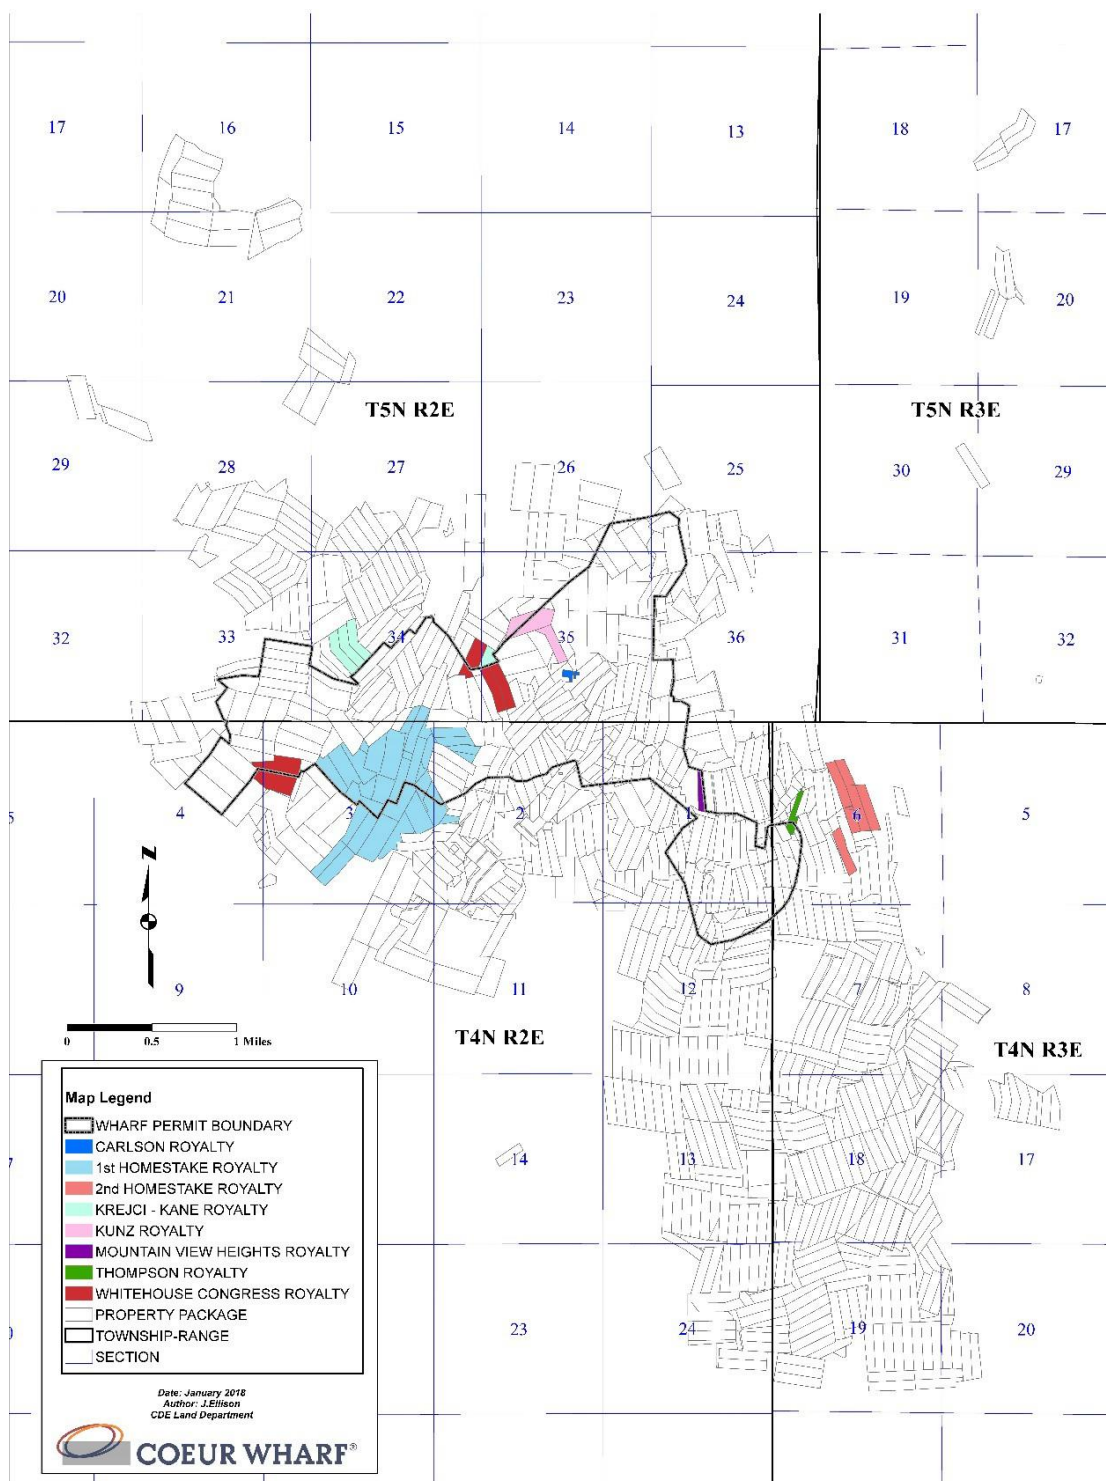 17 16 15 14 13 18 17
20 21 22 23 24 19 20
T5N R2E T5N R3E
29 28 27 26 25 30 29
32 33 34 35 36 31 32
4 3 2 1 6 5
5
N
9 10 11 12 7 8
0 0.5 1 Miles
T4N R2E T4N R3E
14 13 18 17
7
23 24 19 20
Map Legend
WHARF PERMIT BOUNDARY
CARLSON ROYALTY
1st HOMESTAKE ROYALTY
2nd HOMESTAKE ROYALTY
KREJCI - KANE ROYALTY
KUNZ ROYALTY
MOUNTAIN VIEW HEIGHTS ROYALTY
THOMPSON ROYALTY
WHITEHOUSE CONGRESS ROYALTY
PROPERTY PACKAGE
TOWNSHIP-RANGE
SECTION
Date: January 2018
Author: J.Ellison
CDE Land Department
COEUR WHARF®